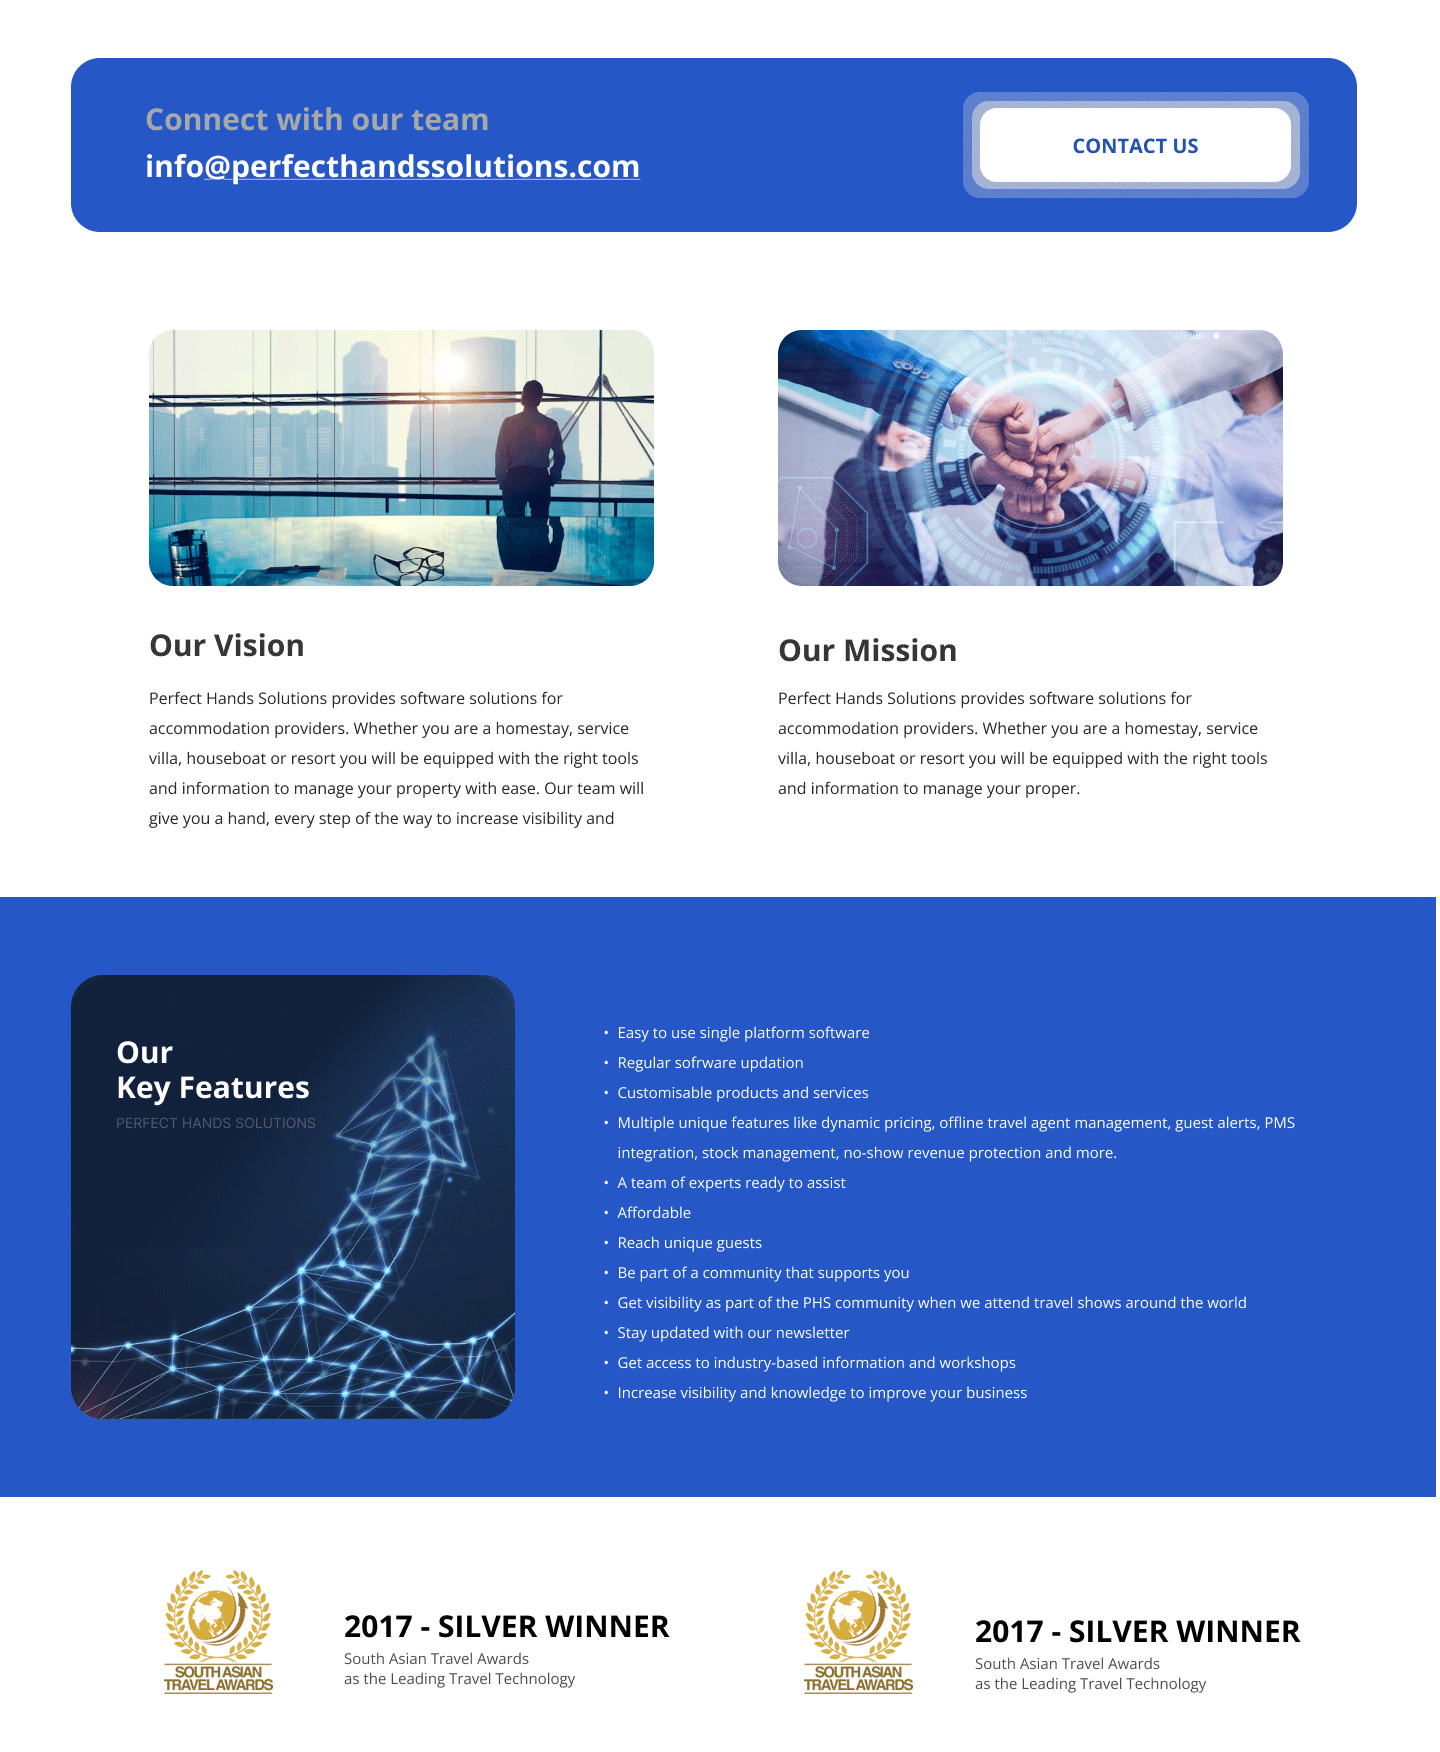 Connect with our team
info@perfecthandssolutions.com
CONTACT US
Our Vision
Perfect Hands Solutions provides software solutions for
accommodation providers. Whether you are a homestay, service
villa, houseboat or resort you will be equipped with the right tools
and information to manage your property with ease. Our team will
give you a hand, every step of the way to increase visibility and
Our Mission
Perfect Hands Solutions provides software solutions for
accommodation providers. Whether you are a homestay, service
villa, houseboat or resort you will be equipped with the right tools
and information to manage your proper.
Our
Key Features
PERFECT HANDS SOLUTIONS
• Easy to use single platform software
• Regular sofrware updation
• Customisable products and services
• Multiple unique features like dynamic pricing, offline travel agent management, guest alerts, PMS
integration, stock management, no-show revenue protection and more.
• A team of experts ready to assist
• Affordable
• Reach unique guests
• Be part of a community that supports you
• Get visibility as part of the PHS community when we attend travel shows around the world
• Stay updated with our newsletter
• Get access to industry-based information and workshops
• Increase visibility and knowledge to improve your business
SOUTH ASIAN
TRAVEL AWARDS
2017 - SILVER WINNER
South Asian Travel Awards
as the Leading Travel Technology
SOUTH ASIAN
TRAVEL AWARDS
2017 - SILVER WINNER
South Asian Travel Awards
as the Leading Travel Technology